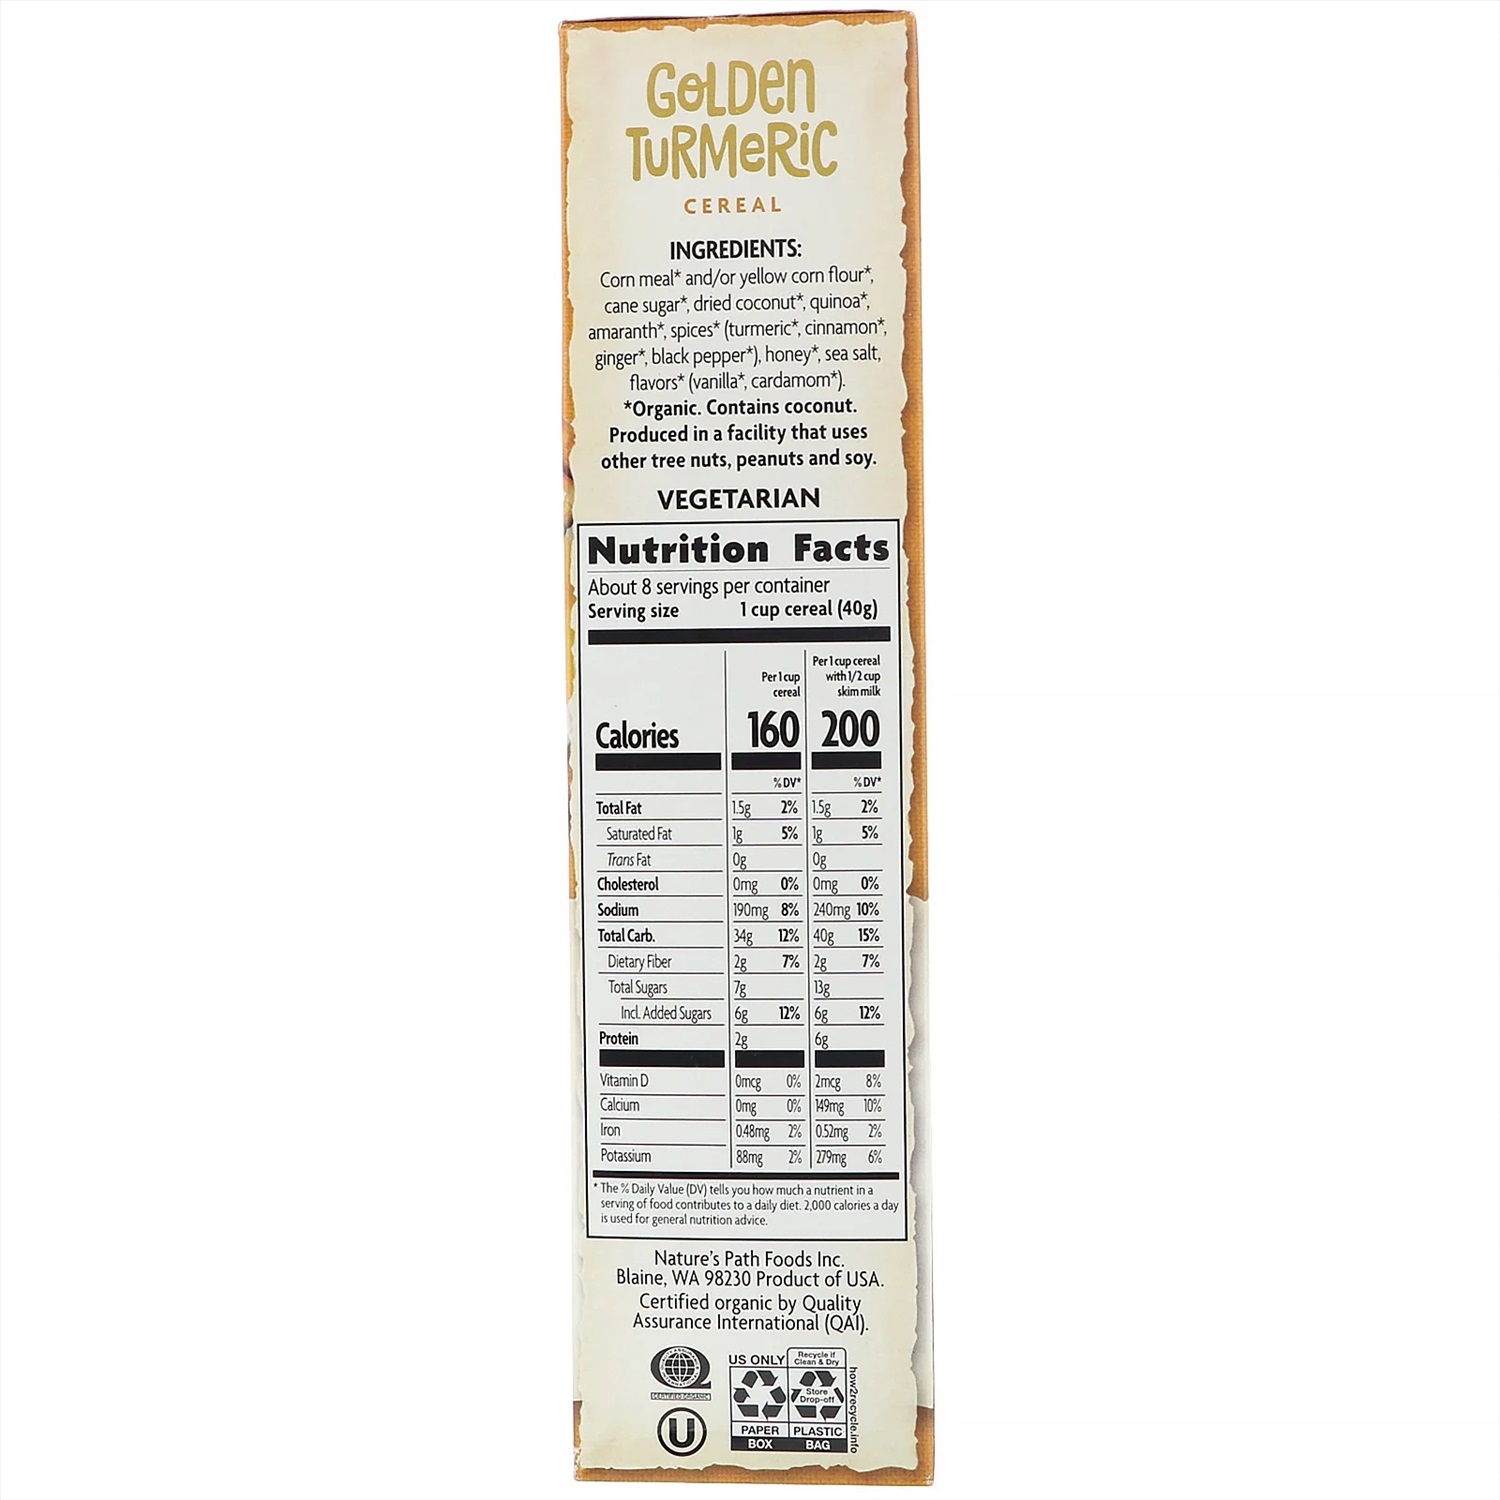 GOLDEN
TURMERIC
CEREAL
INGREDIENTS:
Corn meal* and/or yellow corn flour*,
cane sugar*, dried coconut*, quinoa*,
amaranth*, spices* (turmeric*, cinnamon*,
ginger*, black pepper*), honey*, sea salt,
flavors* (vanilla*, cardamom*).
*Organic. Contains coconut.
Produced in a facility that uses
other tree nuts, peanuts and soy.
VEGETARIAN
Nutrition Facts
About 8 servings per container
Serving size 1 cup cereal (40g)
Per 1 cup cereal
Per 1 cup cereal with 1/2 cup skim milk
Calories 160 200
% DV* % DV*
Total Fat 1.5g 2% 1.5g 2%
Saturated Fat 1g 5% 1g 5%
Trans Fat 0g 0g
Cholesterol 0mg 0% 0mg 0%
Sodium 190mg 8% 240mg 10%
Total Carb. 34g 12% 40g 15%
Dietary Fiber 2g 7% 2g 7%
Total Sugars 7g 13g
Incl. Added Sugars 6g 12% 6g 12%
Protein 2g 6g
Vitamin D 0mcg 0% 2mcg 8%
Calcium 0mg 0% 149mg 10%
Iron 0.48mg 2% 0.52mg 2%
Potassium 88mg 2% 279mg 6%
* The % Daily Value (DV) tells you how much a nutrient in a
serving of food contributes to a daily diet. 2,000 calories a day
is used for general nutrition advice.
Nature's Path Foods Inc.
Blaine, WA 98230 Product of USA.
Certified organic by Quality
Assurance International (QAI).
CERTIFIED ORGANIC
U
US ONLY
Recycle if
Clean & Dry
Store
Drop-off
PAPER PLASTIC
BOX BAG
how2recycle.info